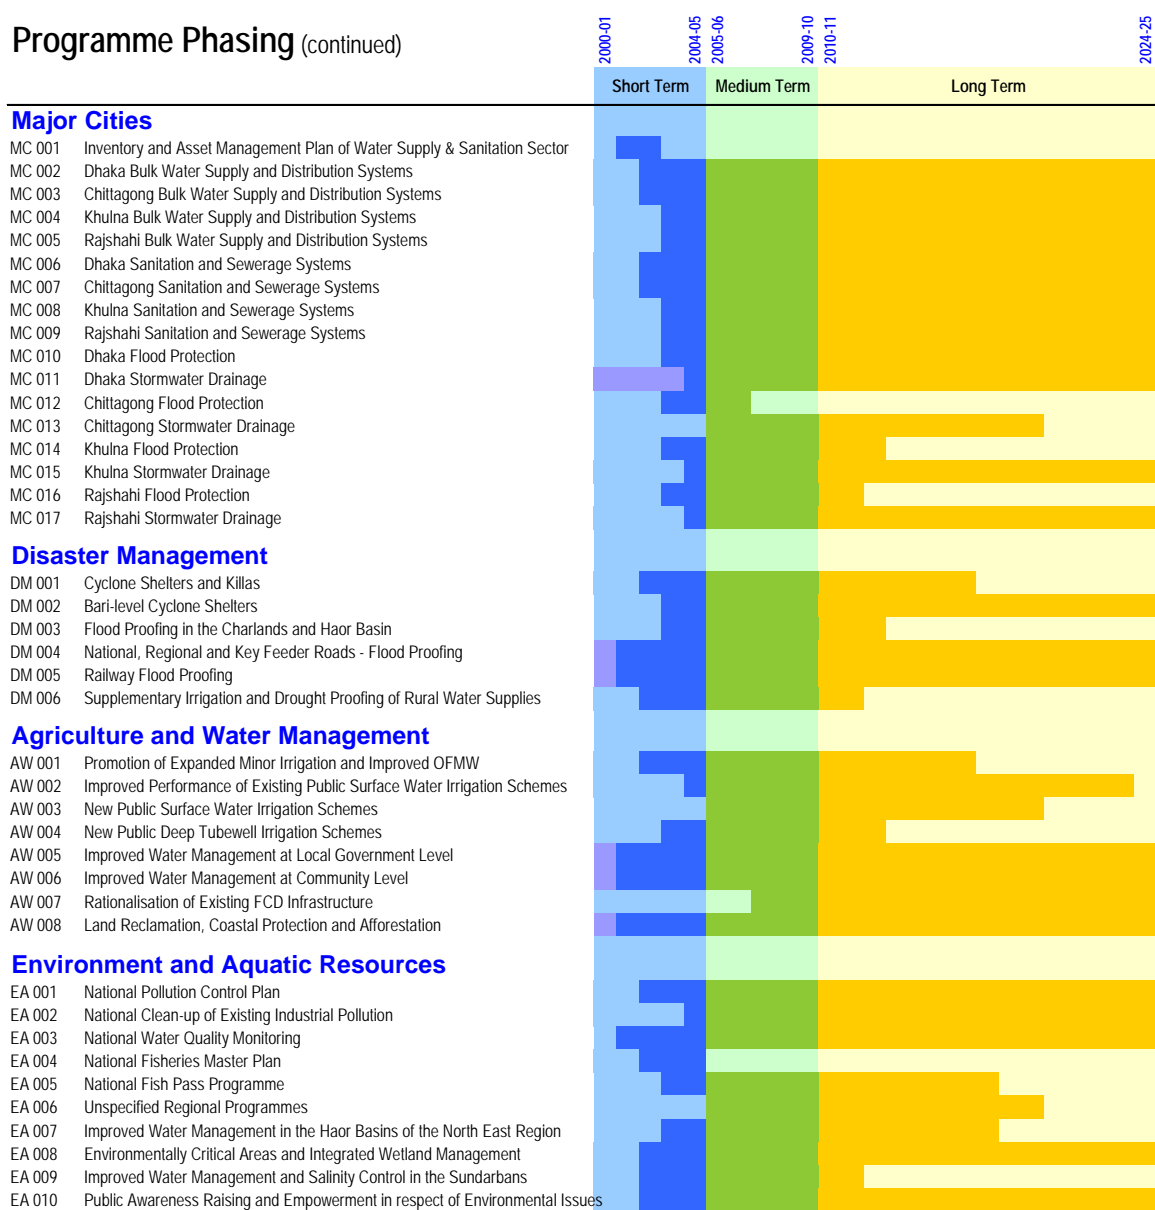 Programme Phasing (continued)
2000-01
2004-05
2005-06
2009-10
2010-11
2024-25
Short Term
Medium Term
Long Term
Major Cities
MC 001 Inventory and Asset Management Plan of Water Supply & Sanitation Sector
MC 002 Dhaka Bulk Water Supply and Distribution Systems
MC 003 Chittagong Bulk Water Supply and Distribution Systems
MC 004 Khulna Bulk Water Supply and Distribution Systems
MC 005 Rajshahi Bulk Water Supply and Distribution Systems
MC 006 Dhaka Sanitation and Sewerage Systems
MC 007 Chittagong Sanitation and Sewerage Systems
MC 008 Khulna Sanitation and Sewerage Systems
MC 009 Rajshahi Sanitation and Sewerage Systems
MC 010 Dhaka Flood Protection
MC 011 Dhaka Stormwater Drainage
MC 012 Chittagong Flood Protection
MC 013 Chittagong Stormwater Drainage
MC 014 Khulna Flood Protection
MC 015 Khulna Stormwater Drainage
MC 016 Rajshahi Flood Protection
MC 017 Rajshahi Stormwater Drainage
Disaster Management
DM 001 Cyclone Shelters and Killas
DM 002 Bari-level Cyclone Shelters
DM 003 Flood Proofing in the Charlands and Haor Basin
DM 004 National, Regional and Key Feeder Roads - Flood Proofing
DM 005 Railway Flood Proofing
DM 006 Supplementary Irrigation and Drought Proofing of Rural Water Supplies
Agriculture and Water Management
AW 001 Promotion of Expanded Minor Irrigation and Improved OFMW
AW 002 Improved Performance of Existing Public Surface Water Irrigation Schemes
AW 003 New Public Surface Water Irrigation Schemes
AW 004 New Public Deep Tubewell Irrigation Schemes
AW 005 Improved Water Management at Local Government Level
AW 006 Improved Water Management at Community Level
AW 007 Rationalisation of Existing FCD Infrastructure
AW 008 Land Reclamation, Coastal Protection and Afforestation
Environment and Aquatic Resources
EA 001 National Pollution Control Plan
EA 002 National Clean-up of Existing Industrial Pollution
EA 003 National Water Quality Monitoring
EA 004 National Fisheries Master Plan
EA 005 National Fish Pass Programme
EA 006 Unspecified Regional Programmes
EA 007 Improved Water Management in the Haor Basins of the North East Region
EA 008 Environmentally Critical Areas and Integrated Wetland Management
EA 009 Improved Water Management and Salinity Control in the Sundarbans
EA 010 Public Awareness Raising and Empowerment in respect of Environmental Issues